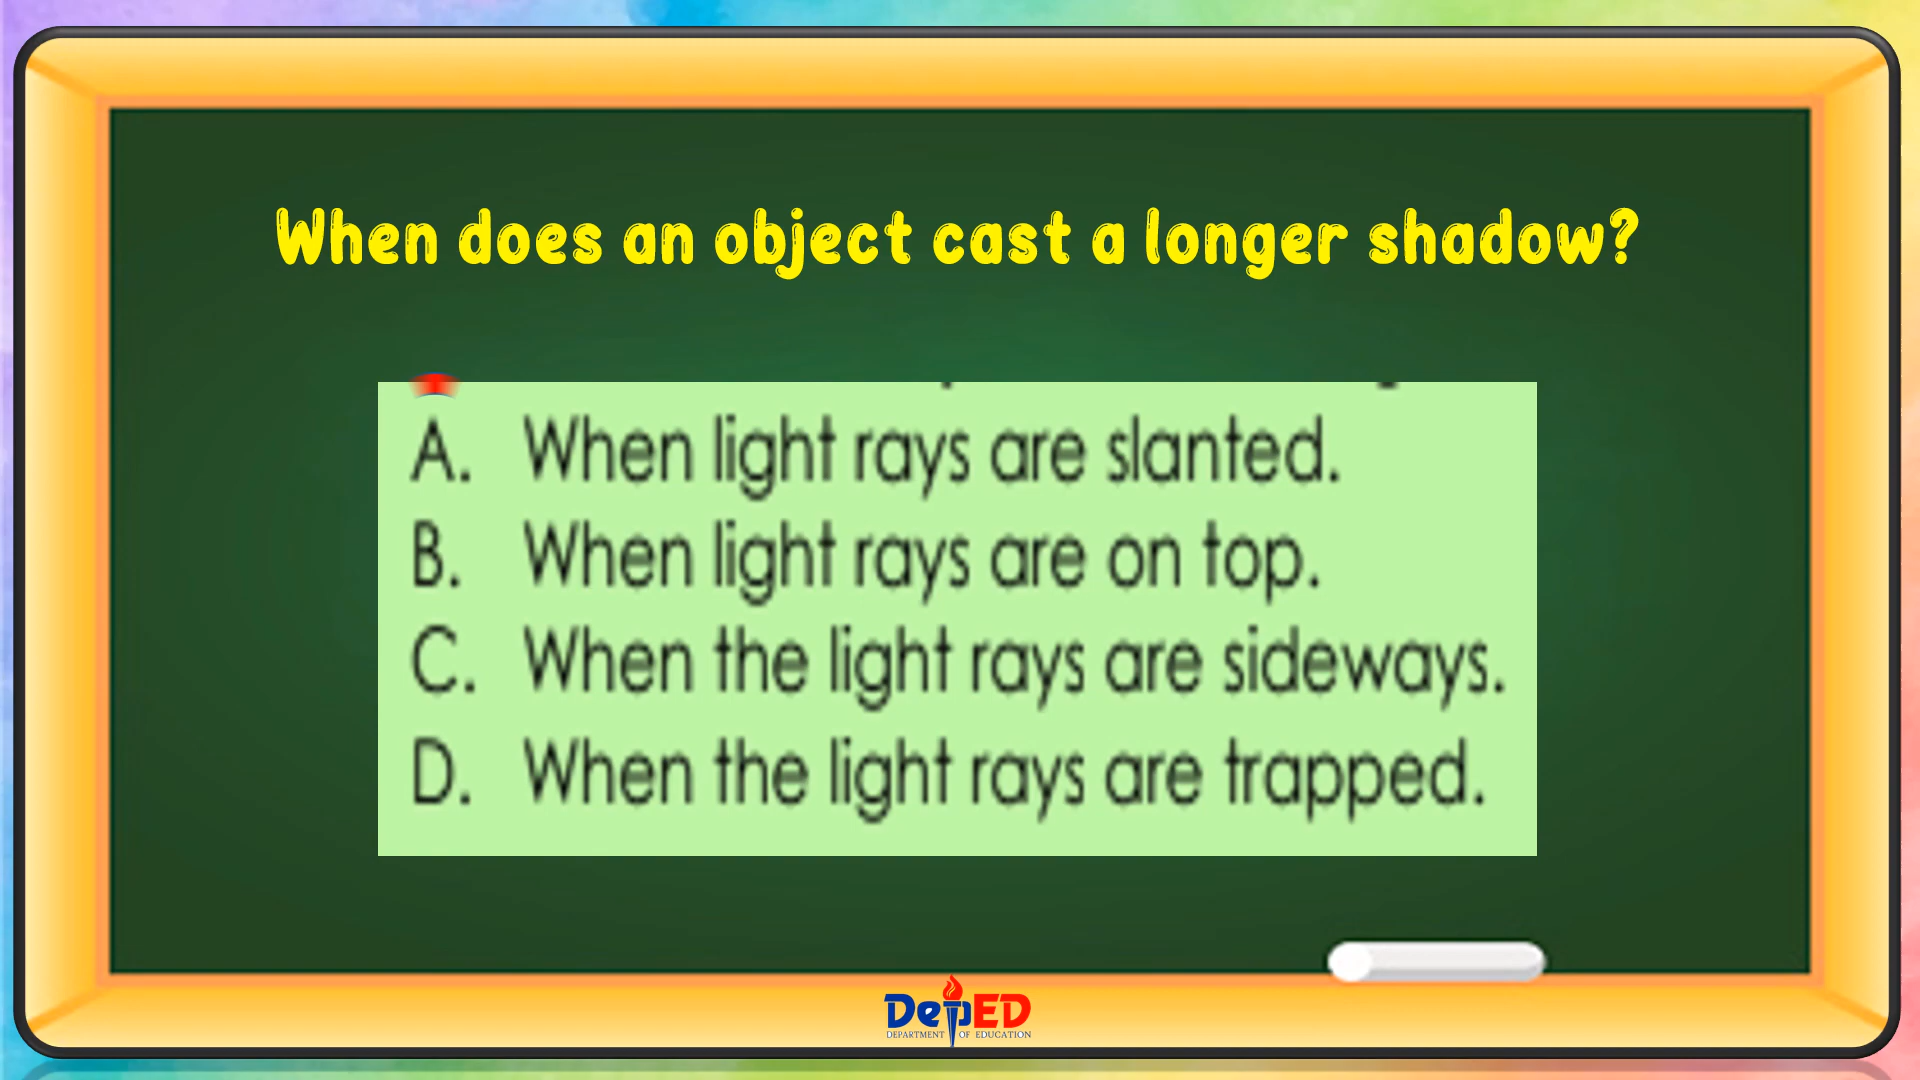 When does an object cast a longer shadow?
A. When light rays are slanted.
B. When light rays are on top.
C. When the light rays are sideways.
D. When the light rays are trapped.
DepED
DEPARTMENT OF EDUCATION